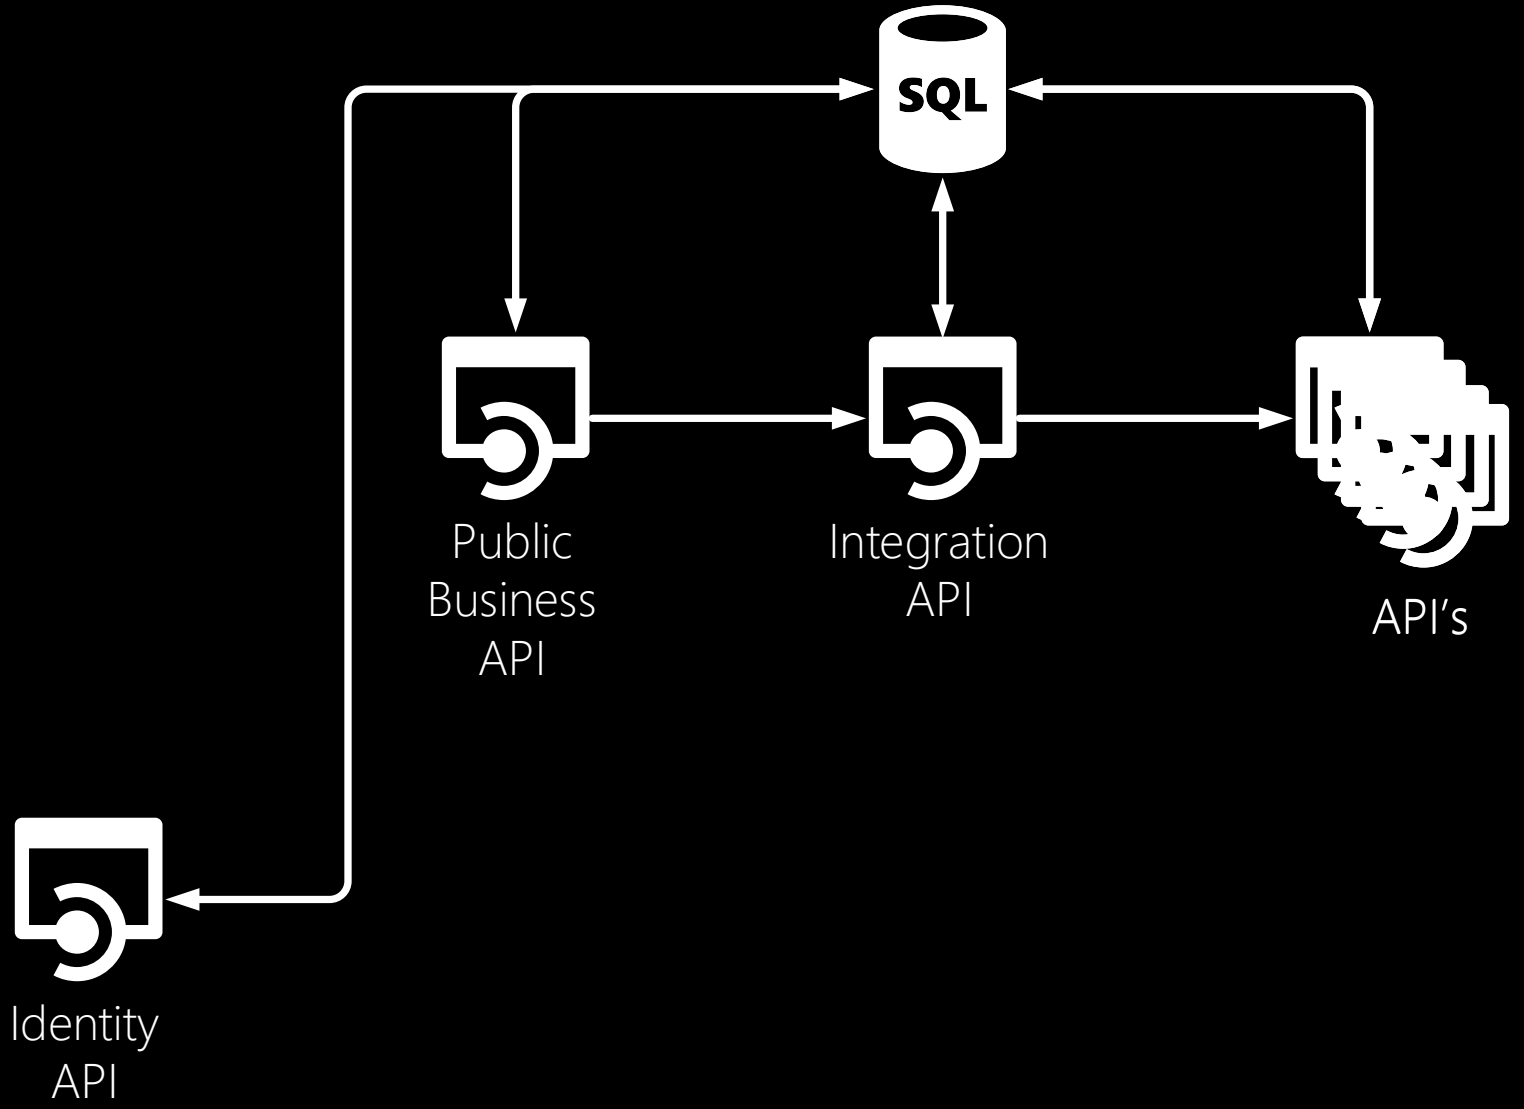 SQL
Public
Business
API
Integration
API
API’s
Identity
API